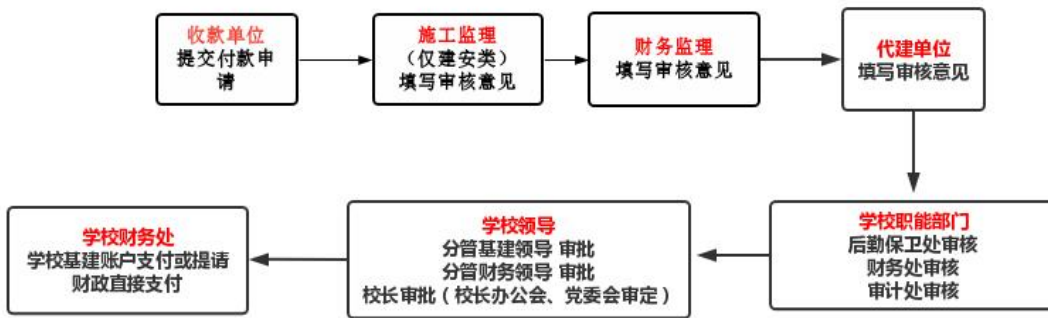 收款单位
提交付款申
请
施工监理
（仅建安类）
填写审核意见
财务监理
填写审核意见
代建单位
填写审核意见
学校职能部门
后勤保卫处审核
财务处审核
审计处审核
学校领导
分管基建领导 审批
分管财务领导 审批
校长审批（校长办公会、党委会审定）
学校财务处
学校基建账户支付或提请
财政直接支付